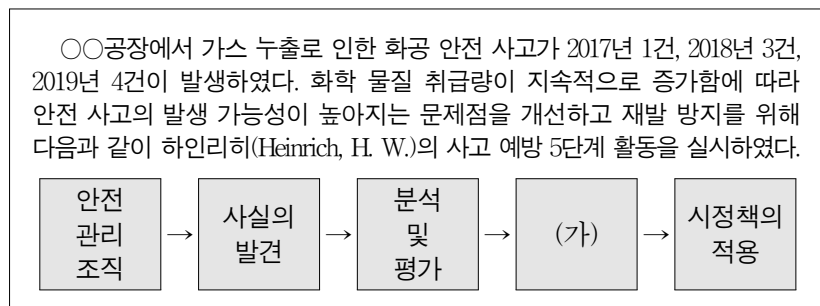 ○○공장에서 가스 누출로 인한 화공 안전 사고가 2017년 1건, 2018년 3건,
2019년 4건이 발생하였다. 화학 물질 취급량이 지속적으로 증가함에 따라
안전 사고의 발생 가능성이 높아지는 문제점을 개선하고 재발 방지를 위해
다음과 같이 하인리히(Heinrich, H. W.)의 사고 예방 5단계 활동을 실시하였다.
안전
관리
조직
→
사실의
발견
→
분석
및
평가
→
(가)
→
시정책의
적용